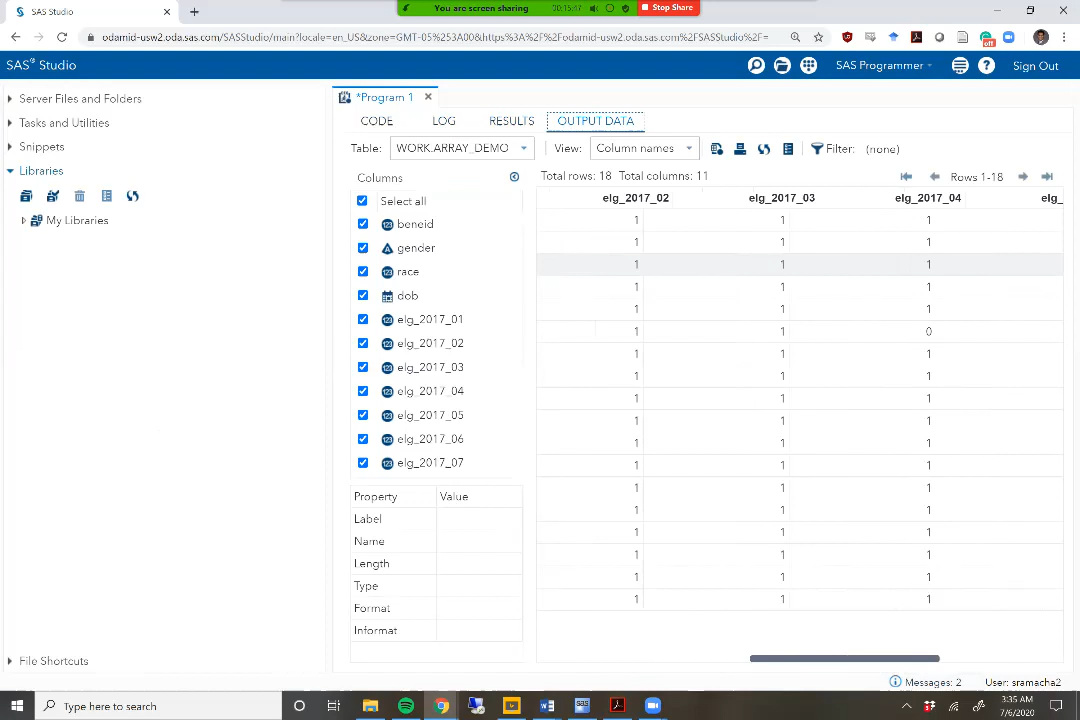 SAS Studio
You are screen sharing 00:15:47 Stop Share
odamid-usw2.oda.sas.com/SASStudio/main?locale=en_US&zone=GMT-05%253A00&https%3A%2F%2Fodamid-usw2.oda.sas.com%2FSASStudio%2F=
off
SAS® Studio
SAS Programmer
Sign Out
Server Files and Folders
Tasks and Utilities
Snippets
Libraries
My Libraries
File Shortcuts
*Program 1
CODE LOG RESULTS OUTPUT DATA
Table: WORK.ARRAY_DEMO View: Column names Filter: (none)
Columns
Total rows: 18 Total columns: 11 Rows 1-18
Select all
beneid
gender
race
dob
elg_2017_01
elg_2017_02
elg_2017_03
elg_2017_04
elg_2017_05
elg_2017_06
elg_2017_07
Property Value
Label
Name
Length
Type
Format
Informat
elg_2017_02 elg_2017_03 elg_2017_04 elg_
1 1 1
1 1 1
1 1 1
1 1 1
1 1 1
1 1 0
1 1 1
1 1 1
1 1 1
1 1 1
1 1 1
1 1 1
1 1 1
1 1 1
1 1 1
1 1 1
1 1 1
1 1 1
Messages: 2 User: sramacha2
Type here to search
3:35 AM
7/6/2020